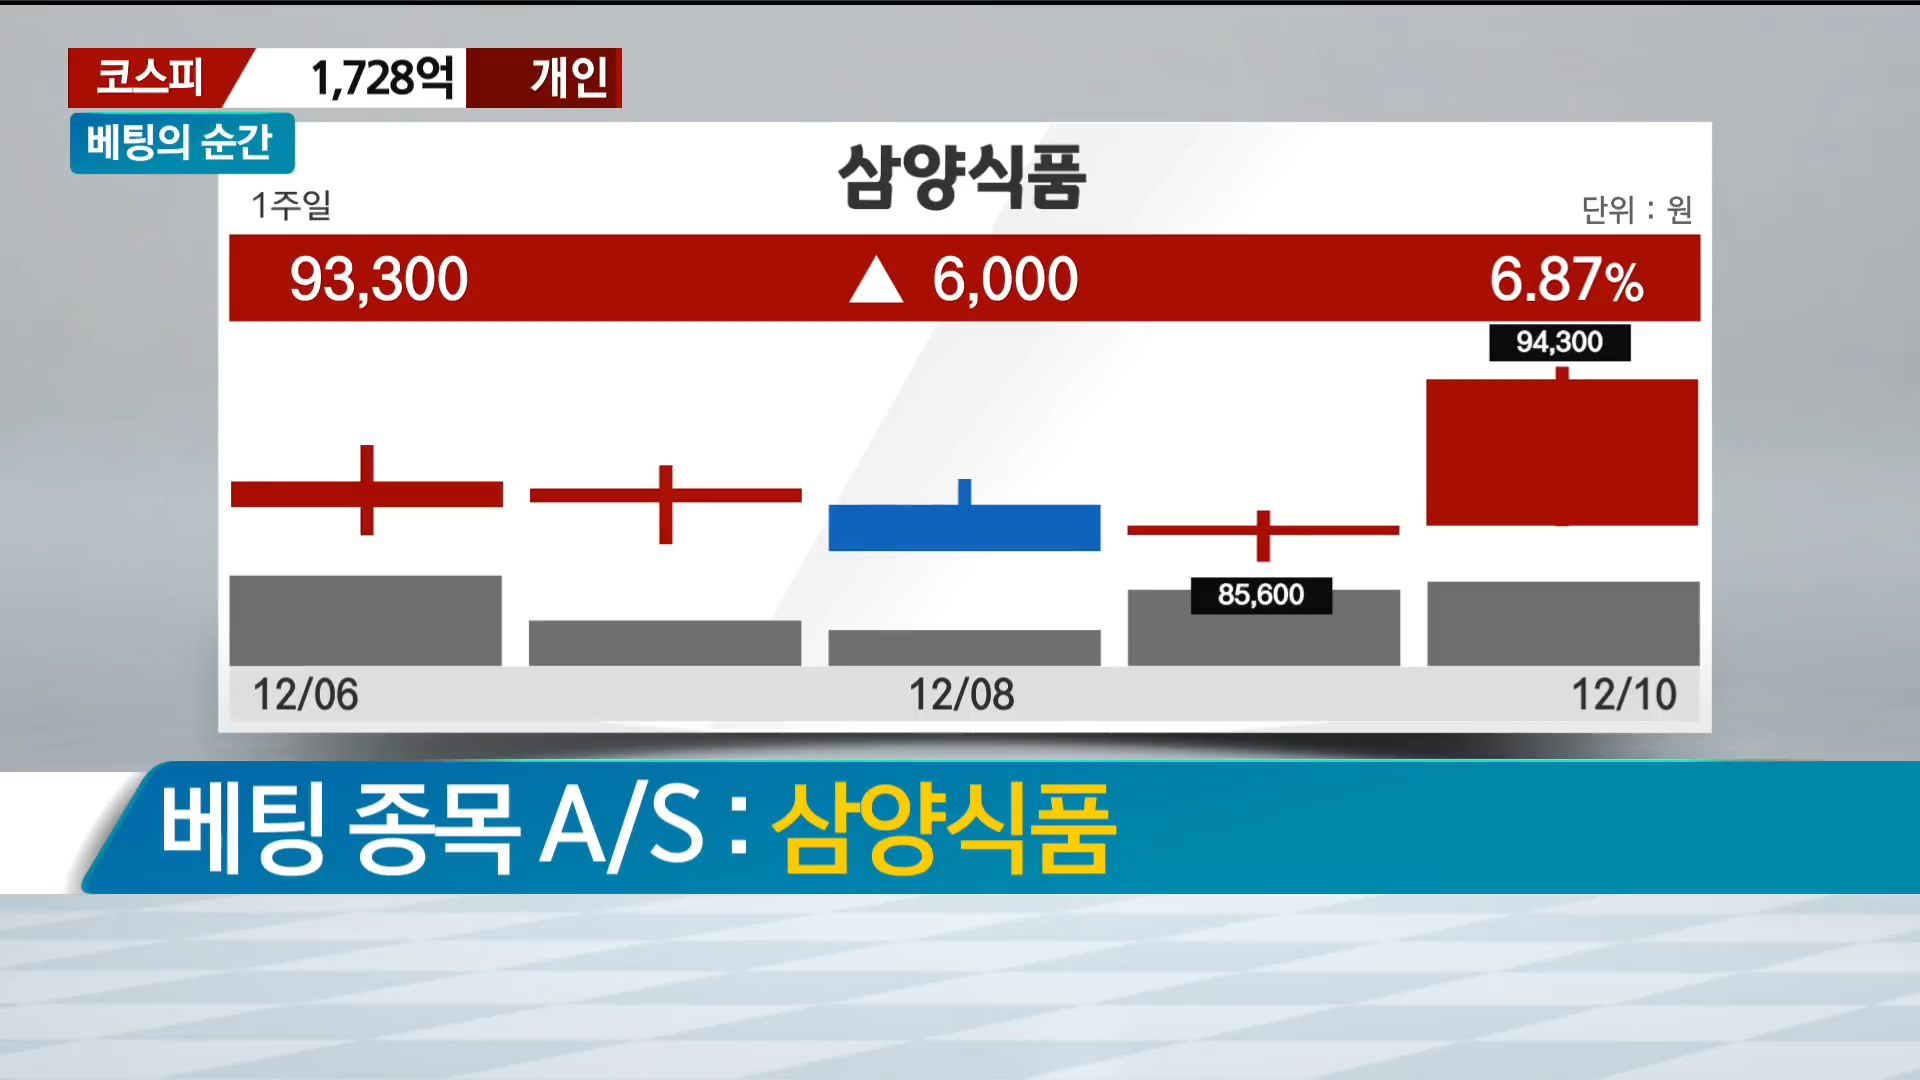 코스피 1,728억 개인
베팅의 순간
삼양식품
1주일
단위 : 원
93,300 ▲ 6,000 6.87%
94,300
85,600
12/06 12/08 12/10
베팅 종목 A/S : 삼양식품